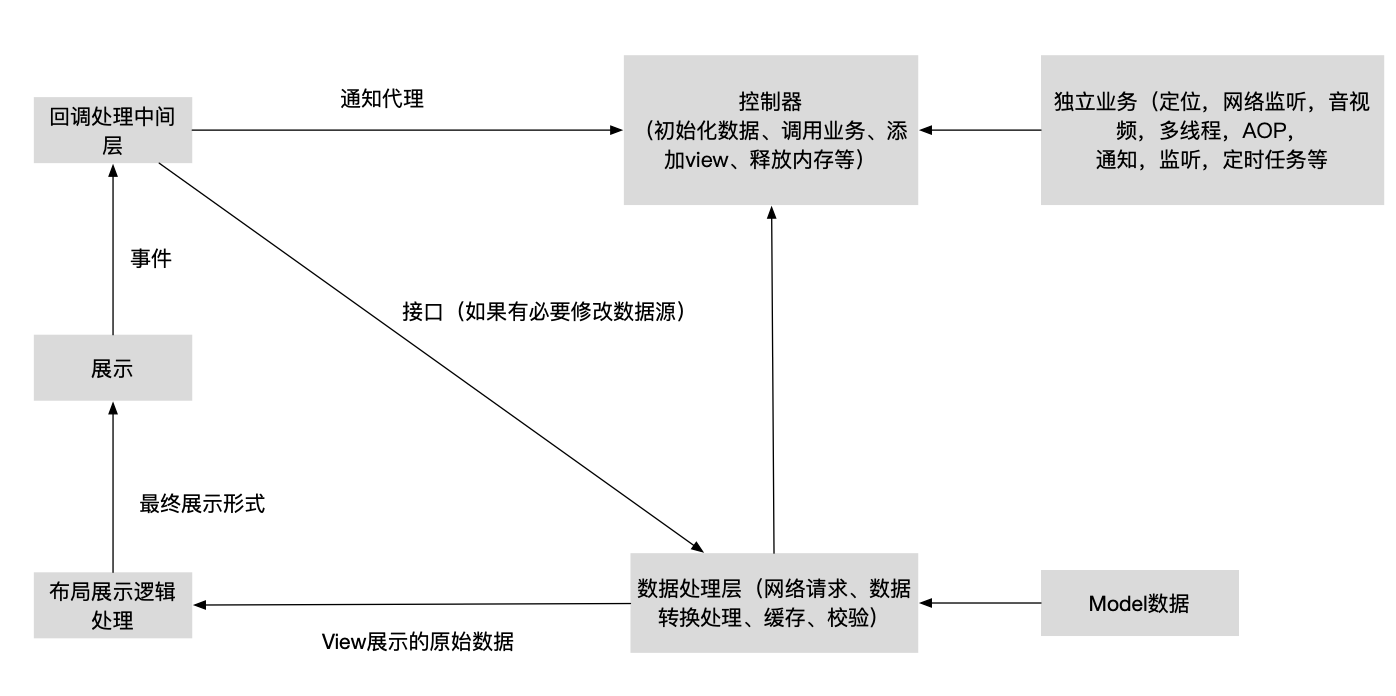 通知代理
回调处理中间
层
控制器
（初始化数据、调用业务、添
加view、释放内存等）
独立业务（定位，网络监听，音视
频，多线程，AOP，
通知，监听，定时任务等
事件
接口（如果有必要修改数据源）
展示
最终展示形式
布局展示逻辑
处理
View展示的原始数据
数据处理层（网络请求、数据
转换处理、缓存、校验）
Model数据